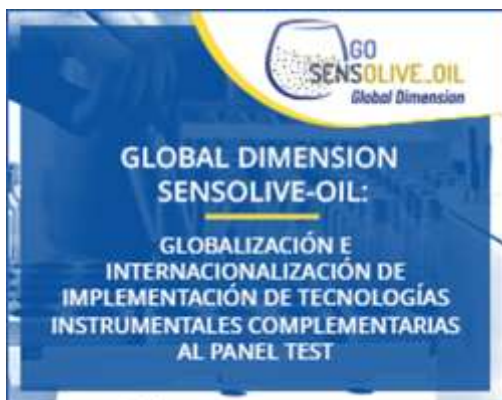 GO
SENSOLIVE_OIL
Global Dimension
GLOBAL DIMENSION
SENSOLIVE-OIL:
GLOBALIZACIÓN E
INTERNACIONALIZACIÓN DE
IMPLEMENTACIÓN DE TECNOLOGÍAS
INSTRUMENTALES COMPLEMENTARIAS
AL PANEL TEST